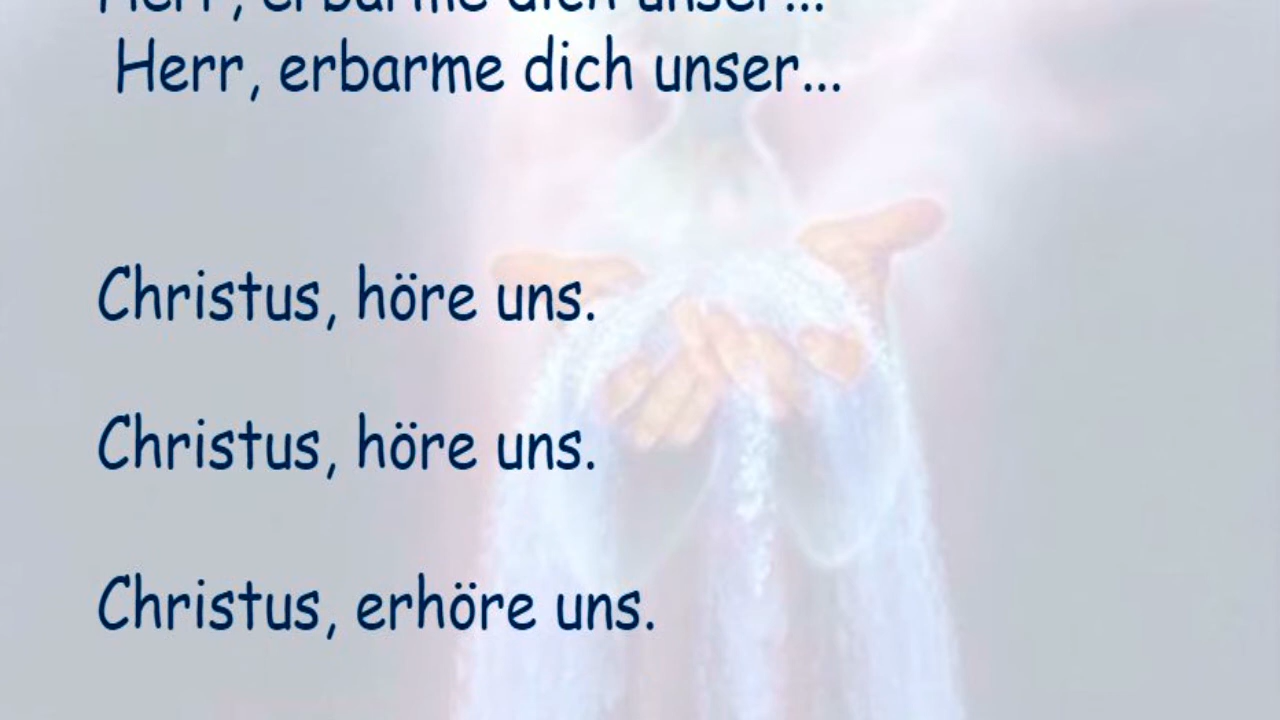 Herr, erbarme dich unser...
Herr, erbarme dich unser...
Christus, höre uns.
Christus, höre uns.
Christus, erhöre uns.